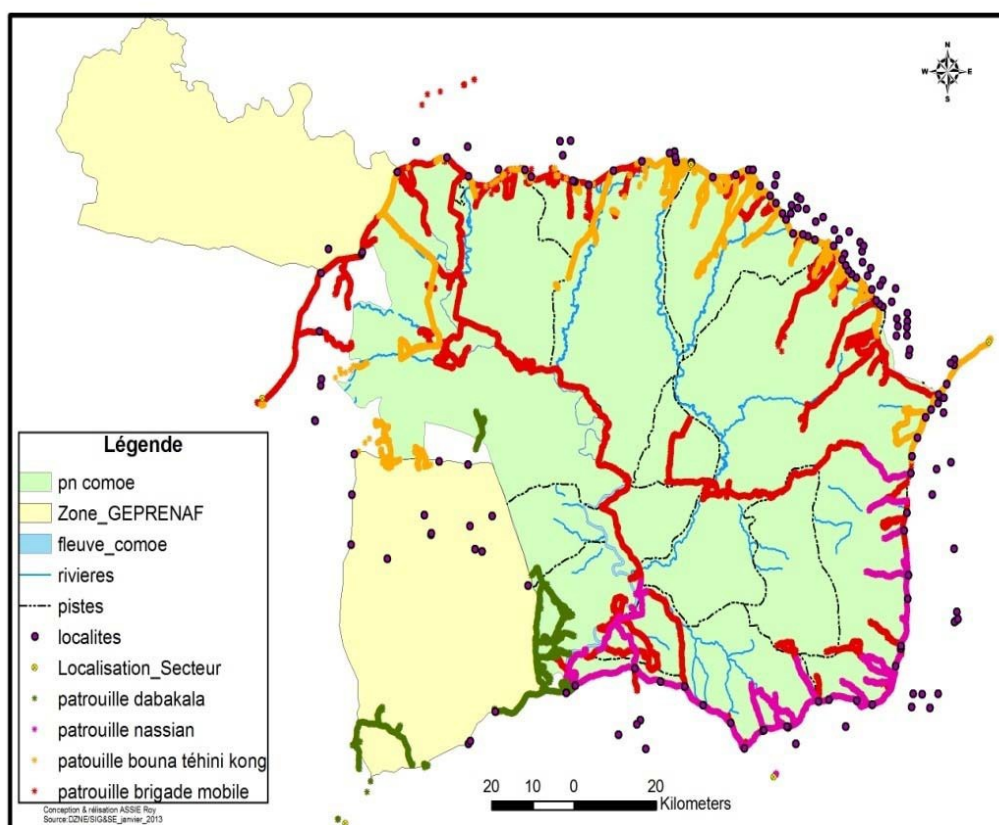 N
W E
S
Légende
pn comoe
Zone_GEPRENAF
fleuve_comoe
rivieres
pistes
localites
Localisation_Secteur
patrouille dabakala
patrouille nassian
patouille bouna téhini kong
patrouille brigade mobile
20 10 0 20
Kilometers
Conception & rélisation ASSIE Roy
Source:DZNE/SIG&SE_janvier_2013